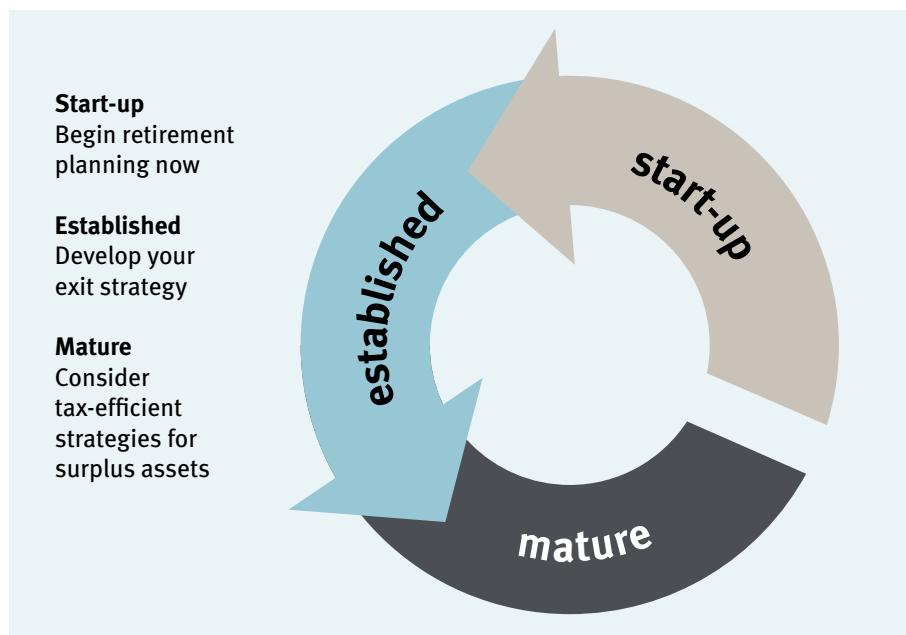 Start-up
Begin retirement
planning now
Established
Develop your
exit strategy
Mature
Consider
tax-efficient
strategies for
surplus assets
start-up
established
mature